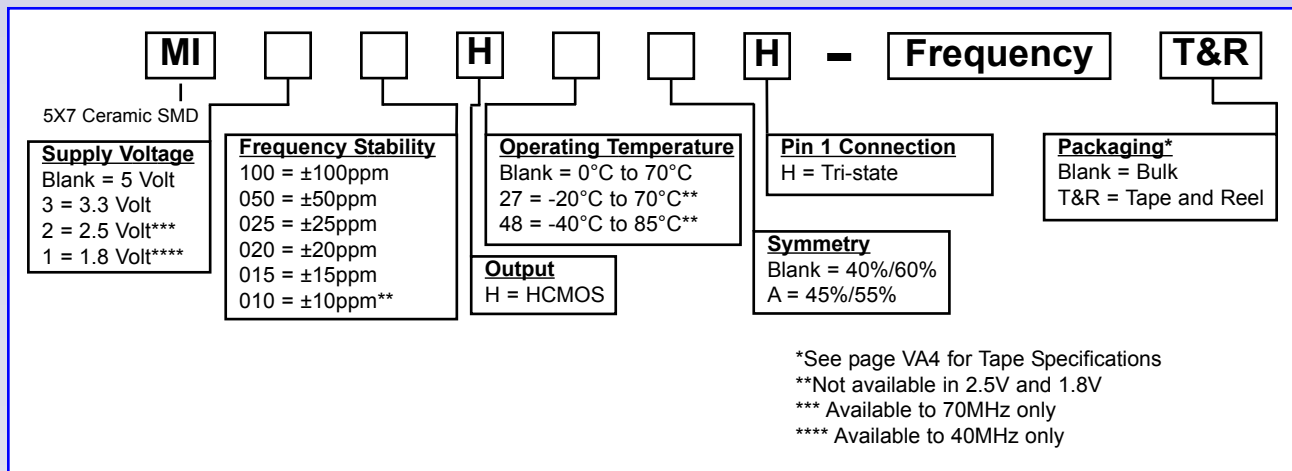 MI H H – Frequency T&R
5X7 Ceramic SMD
Supply Voltage
Blank = 5 Volt
3 = 3.3 Volt
2 = 2.5 Volt***
1 = 1.8 Volt****
Frequency Stability
100 = ±100ppm
050 = ±50ppm
025 = ±25ppm
020 = ±20ppm
015 = ±15ppm
010 = ±10ppm**
Output
H = HCMOS
Operating Temperature
Blank = 0°C to 70°C
27 = -20°C to 70°C**
48 = -40°C to 85°C**
Symmetry
Blank = 40%/60%
A = 45%/55%
Pin 1 Connection
H = Tri-state
Packaging*
Blank = Bulk
T&R = Tape and Reel
*See page VA4 for Tape Specifications
**Not available in 2.5V and 1.8V
*** Available to 70MHz only
**** Available to 40MHz only